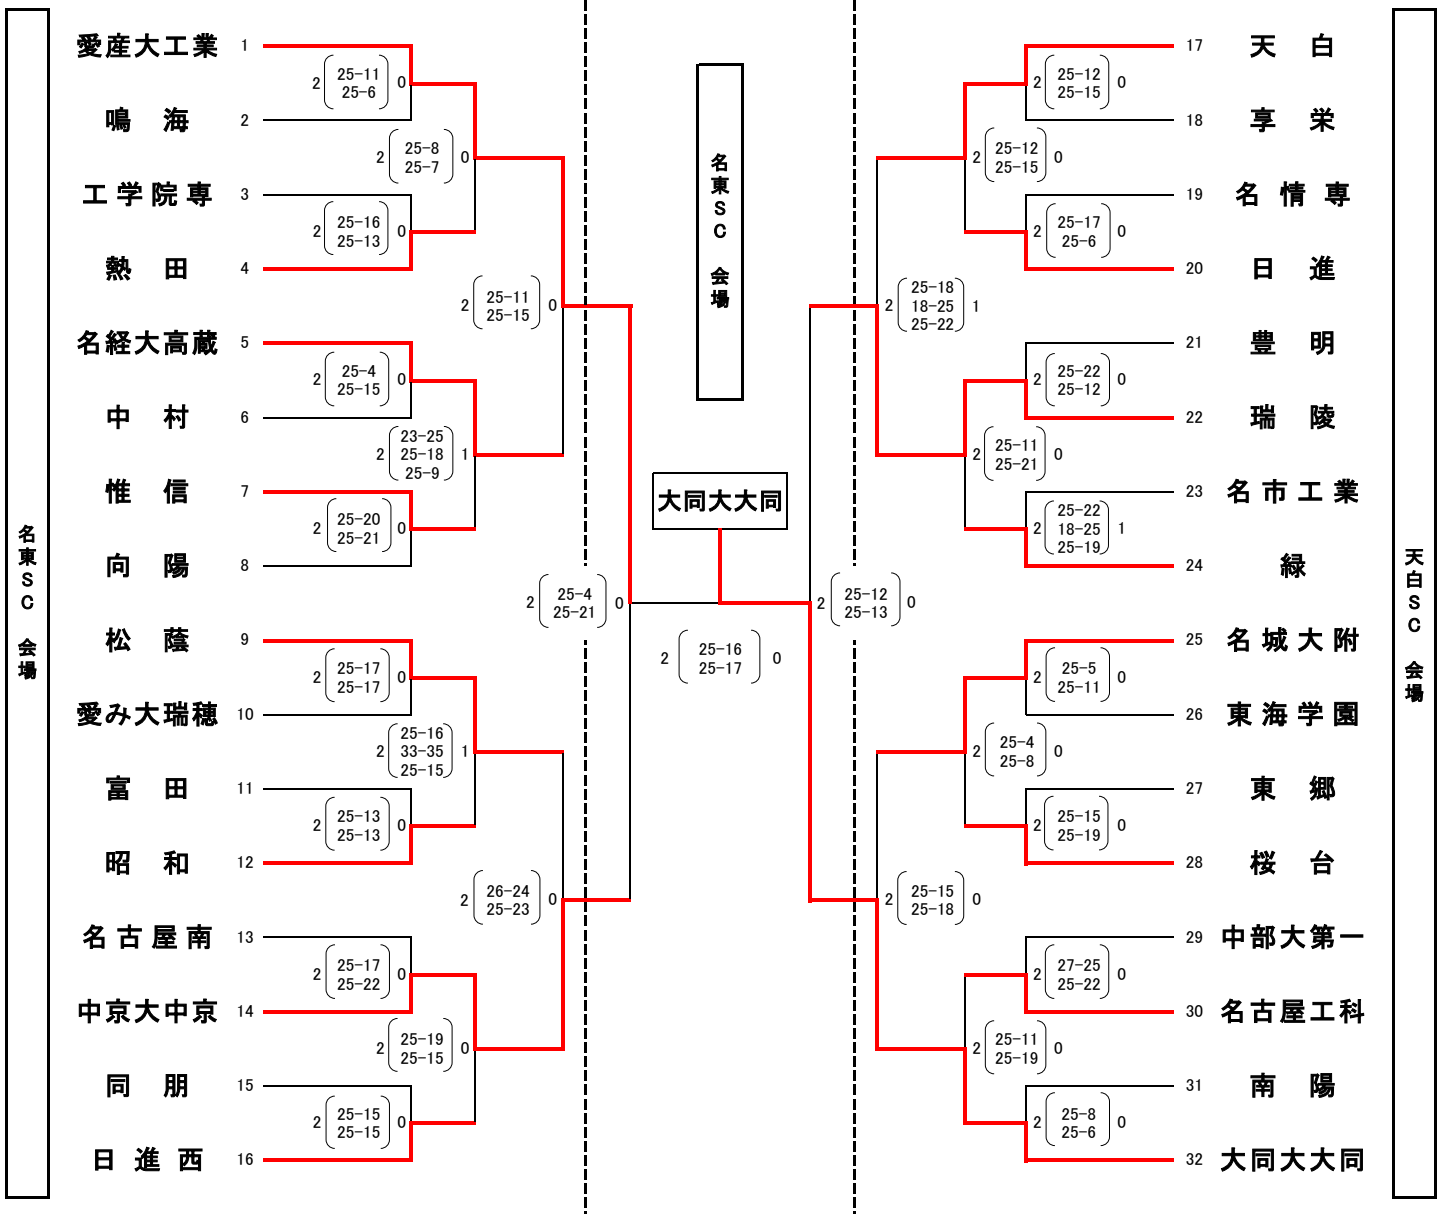 名東SC 会場
愛産大工業 1
鳴海 2
工学院専 3
熱田 4
名経大高蔵 5
中村 6
惟信 7
向陽 8
松蔭 9
愛み大瑞穂 10
富田 11
昭和 12
名古屋南 13
中京大中京 14
同朋 15
日進西 16
2 25-11 0
25-6
2 25-16 0
25-13
2 25-4 0
25-15
2 25-20 0
25-21
2 25-17 0
25-17
2 25-13 0
25-13
2 25-17 0
25-22
2 25-15 0
25-15
2 25-8 0
25-7
23-25
2 25-18 1
25-9
25-16
2 33-35 1
25-15
2 25-19 0
25-15
2 25-11 0
25-15
2 26-24 0
25-23
2 25-4 0
25-21
名東SC 会場
大同大大同
2 25-16 0
25-17
2 25-12 0
25-13
25-18
2 18-25 1
25-22
2 25-15 0
25-18
2 25-12 0
25-15
2 25-11 0
25-21
2 25-4 0
25-8
2 25-11 0
25-19
2 25-12 0
25-15
2 25-17 0
25-6
2 25-22 0
25-12
25-22
2 18-25 1
25-19
2 25-5 0
25-11
2 25-15 0
25-19
2 27-25 0
25-22
2 25-8 0
25-6
17 天白
18 享栄
19 名情専
20 日進
21 豊明
22 瑞陵
23 名市工業
24 緑
25 名城大附
26 東海学園
27 東郷
28 桜台
29 中部大第一
30 名古屋工科
31 南陽
32 大同大大同
天白SC 会場